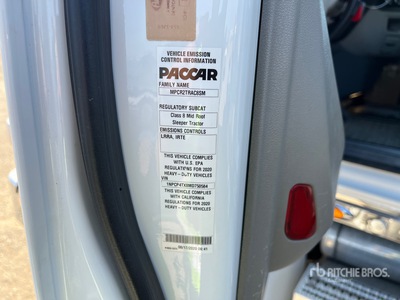 VEHICLE EMISSION
CONTROL INFORMATION
PACCAR
FAMILY NAME
MPCR2TRAC8SM
REGULATORY SUBCAT
Class 8 Mid Roof
Sleeper Tractor
EMISSIONS CONTROLS
LRRA, IRTE
THIS VEHICLE COMPLIES
WITH U.S. EPA
REGULATIONS FOR 2020
HEAVY-DUTY VEHICLES
VIN
THIS VEHICLE COMPLIES
WITH CALIFORNIA
REGULATIONS FOR 2020
HEAVY-DUTY VEHICLES
rb RITCHIE BROS.